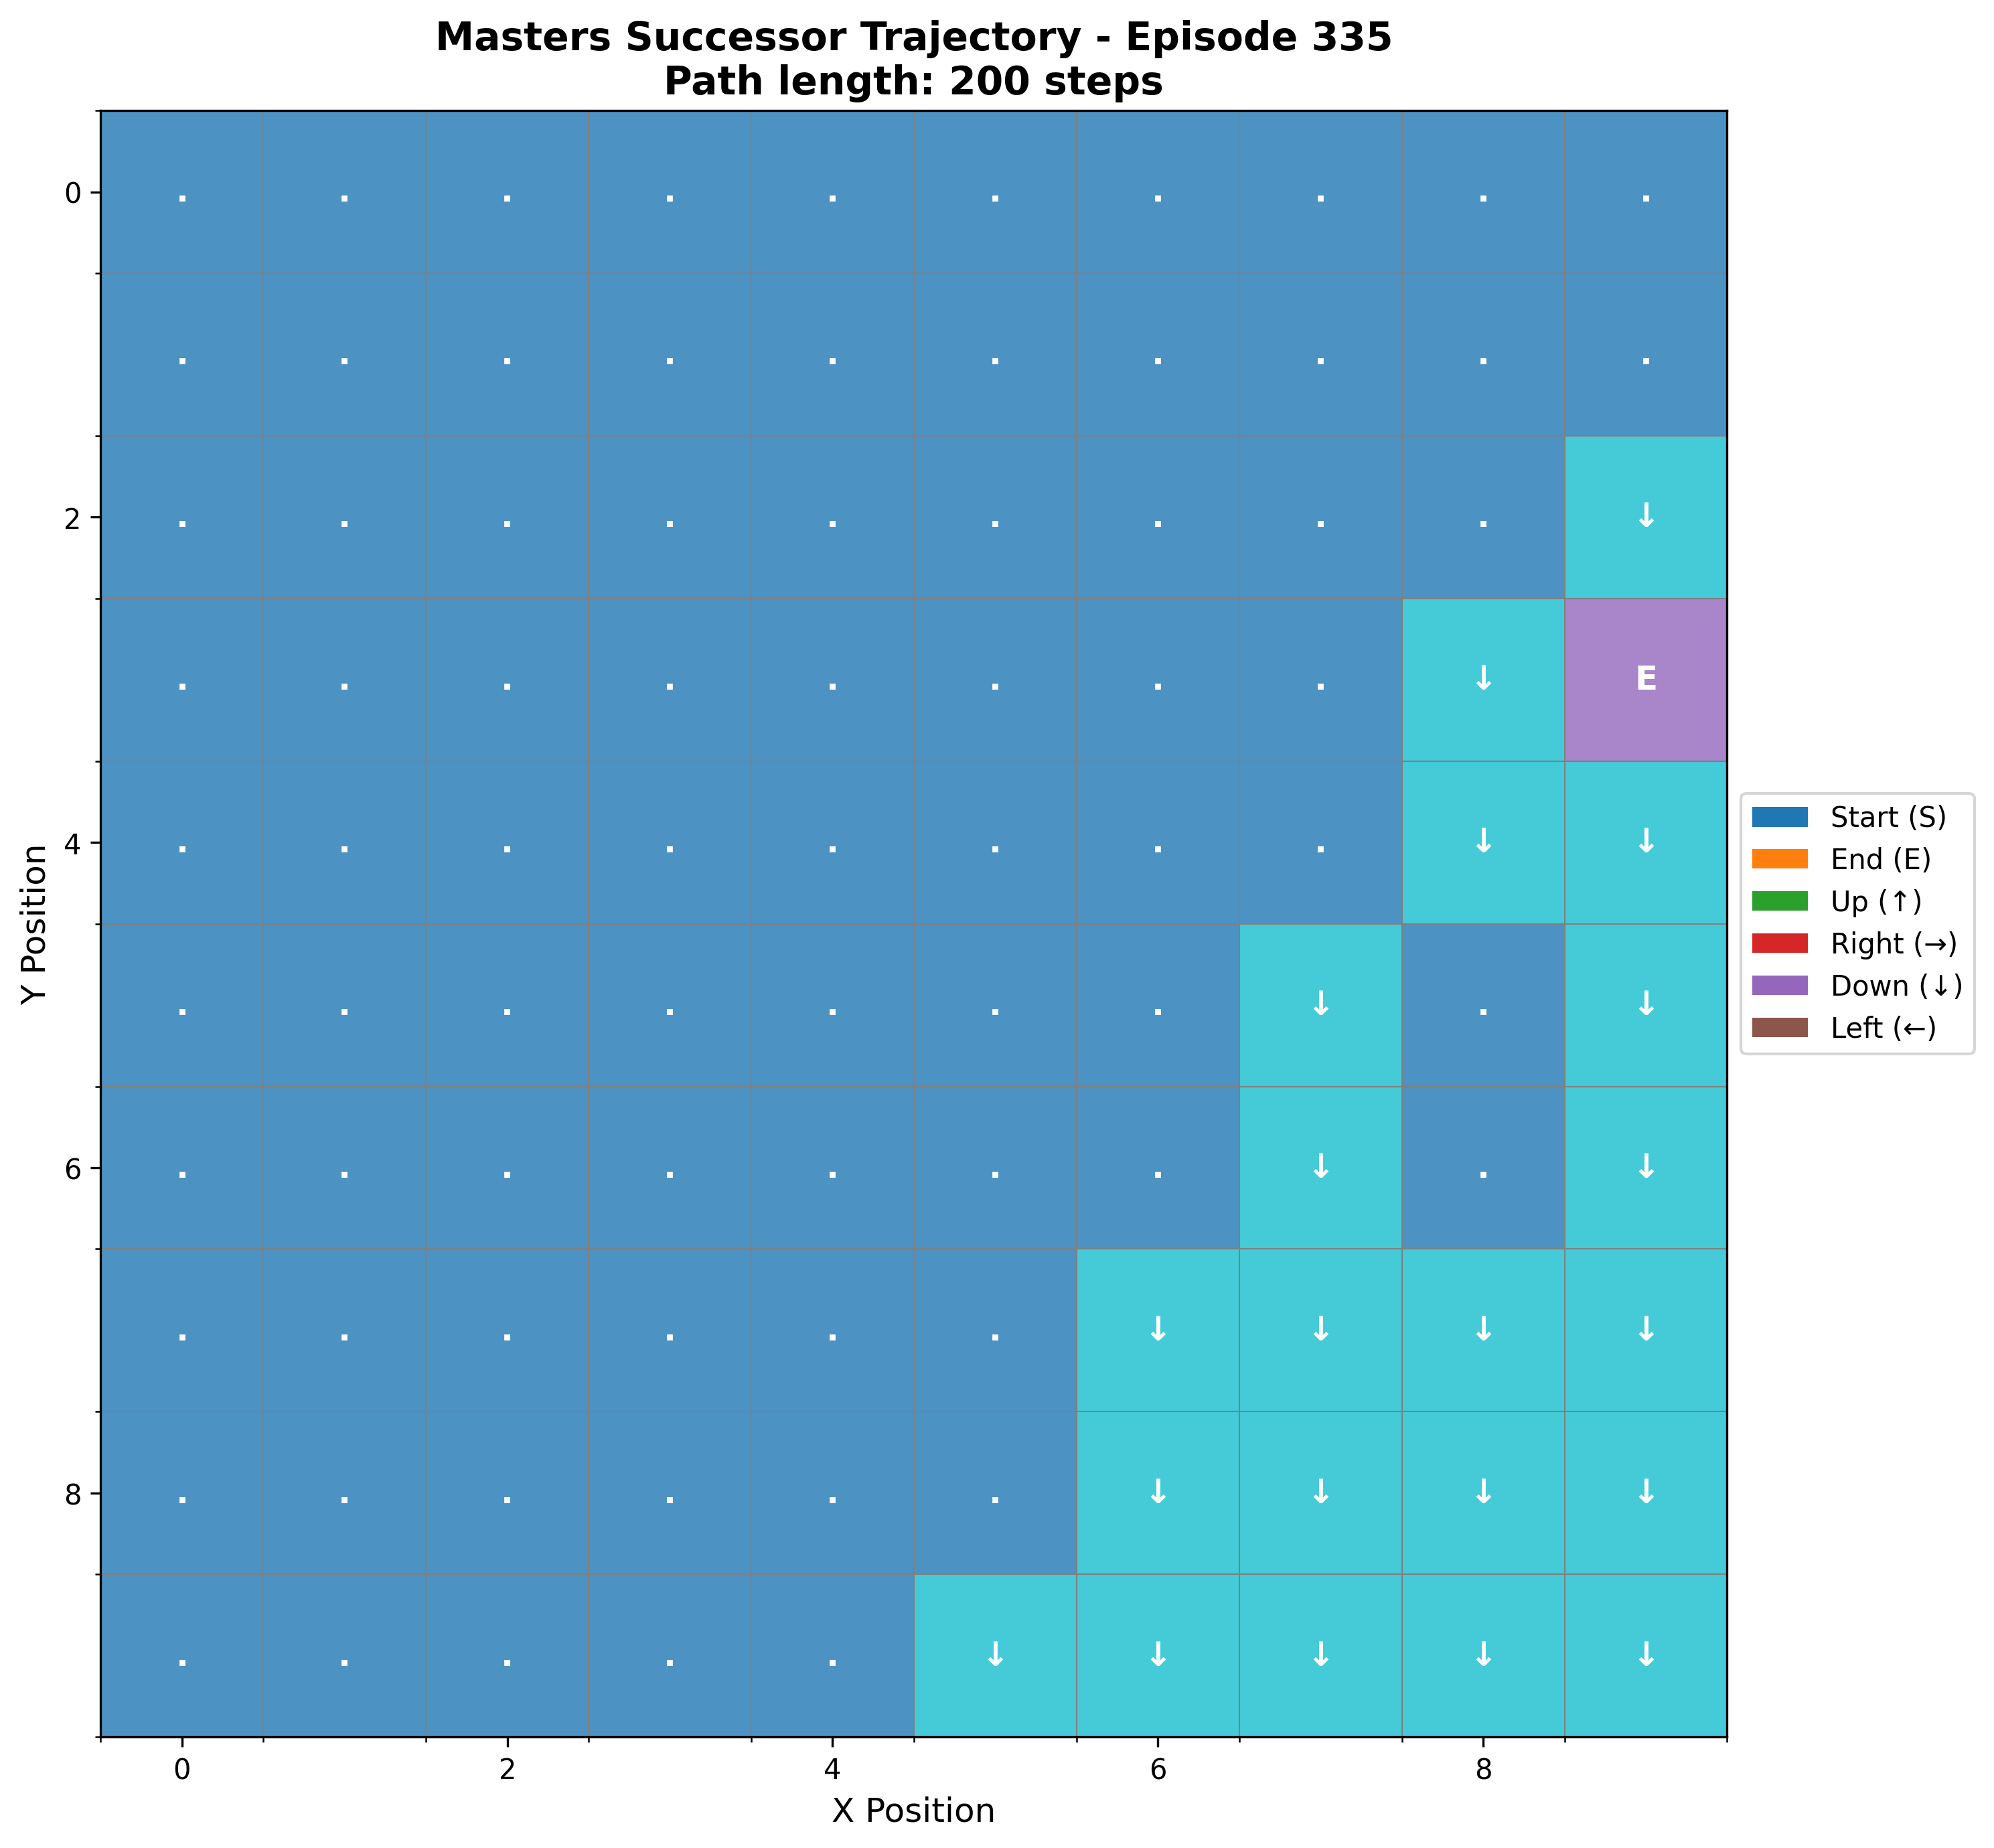 Masters Successor Trajectory - Episode 335
Path length: 200 steps
0 . . . . . . . . . .
. . . . . . . . . .
2 . . . . . . . . . ↓
. . . . . . . . ↓ E
4 . . . . . . . . ↓ ↓
. . . . . . . ↓ . ↓
6 . . . . . . . ↓ . ↓
. . . . . . ↓ ↓ ↓ ↓
8 . . . . . . ↓ ↓ ↓ ↓
. . . . . ↓ ↓ ↓ ↓ ↓
0 2 4 6 8
X Position
Y Position
Start (S)
End (E)
Up (↑)
Right (→)
Down (↓)
Left (←)